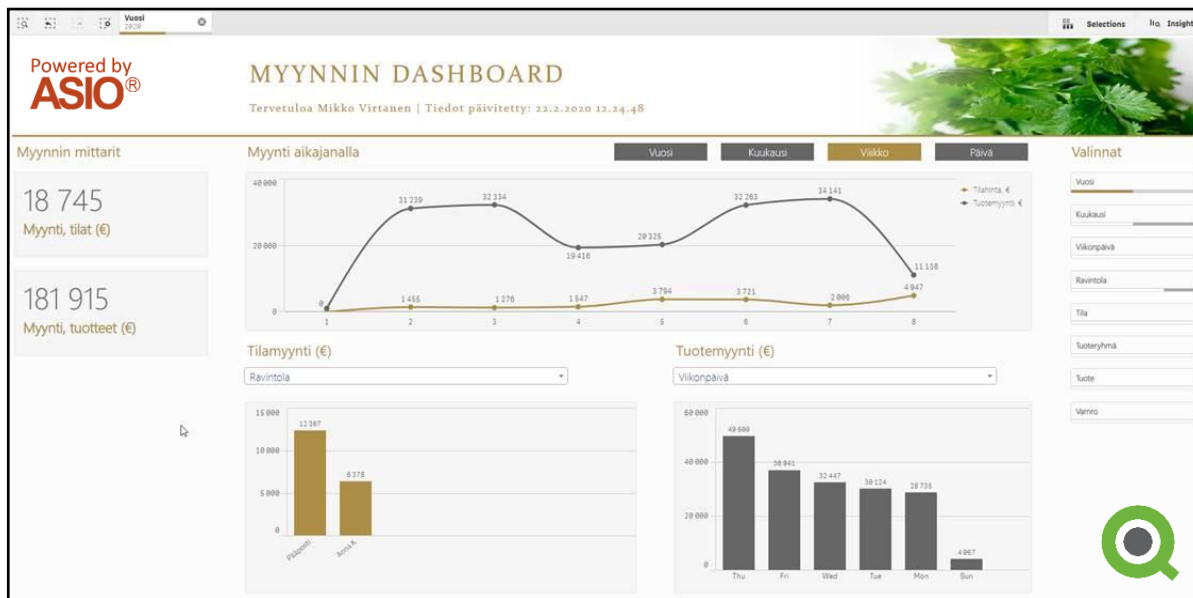 Vuosi
2020
Selections
Insight
Powered by
ASIO®
MYYNNIN DASHBOARD
Tervetuloa Mikko Virtanen | Tiedot päivitetty: 22.2.2020 12.24.48
Myynnin mittarit
18 745
Myynti, tilat (€)
181 915
Myynti, tuotteet (€)
Myynti aikajanalla
Vuosi
Kuukausi
Viikko
Päivä
40 000
20 000
0
0
31 239
32 334
19 416
20 325
32 263
34 141
11 138
1 455
1 276
1 547
3 794
3 721
2 006
4 947
1
2
3
4
5
6
7
8
Tilahinta, €
Tuotemyynti, €
Tilamyynti (€)
Ravintola
15 000
10 000
5 000
0
12 367
6 378
Pääposti
Anna K
Tuotemyynti (€)
Viikonpäivä
60 000
40 000
20 000
0
36 941
32 447
30 124
28 735
4 067
Thu
Fri
Wed
Tue
Mon
Sun
Valinnat
Vuosi
Kuukausi
Viikonpäivä
Ravintola
Tila
Tuoteryhmä
Tuote